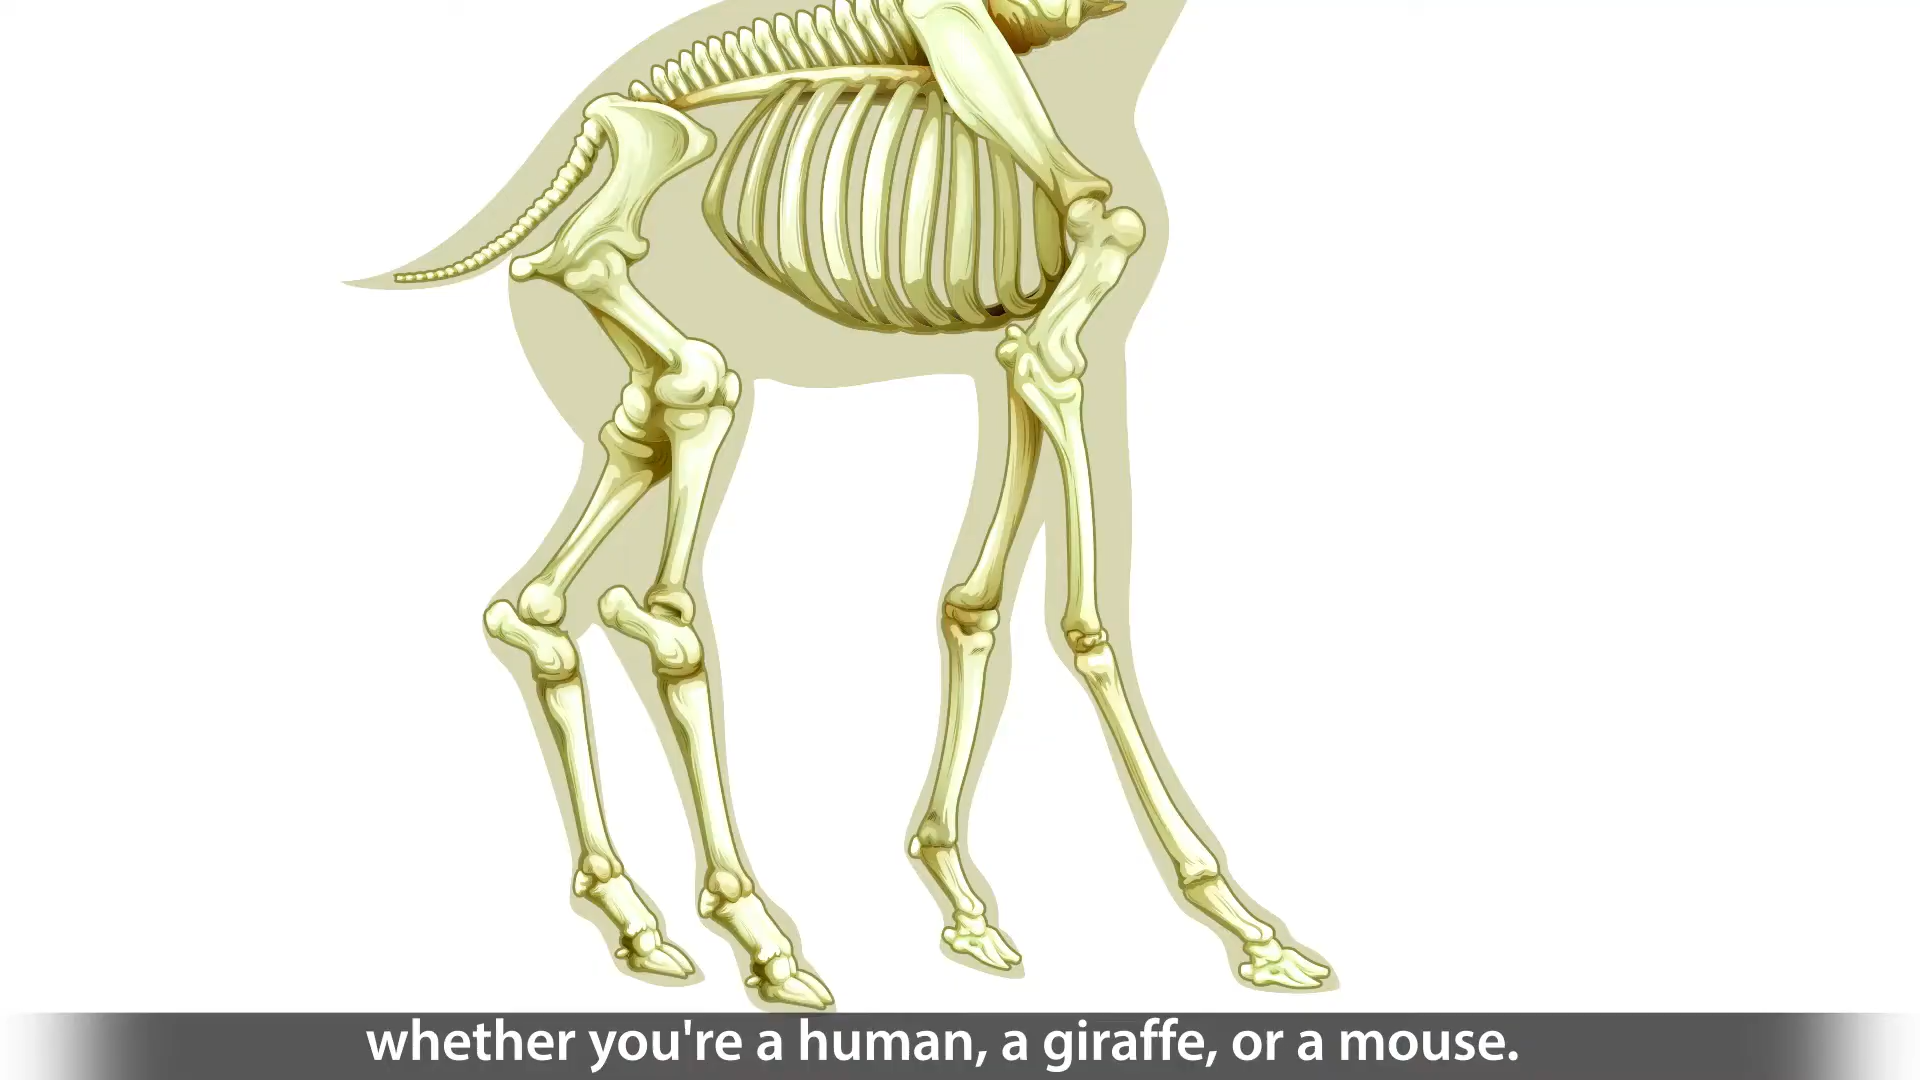 whether you're a human, a giraffe, or a mouse.